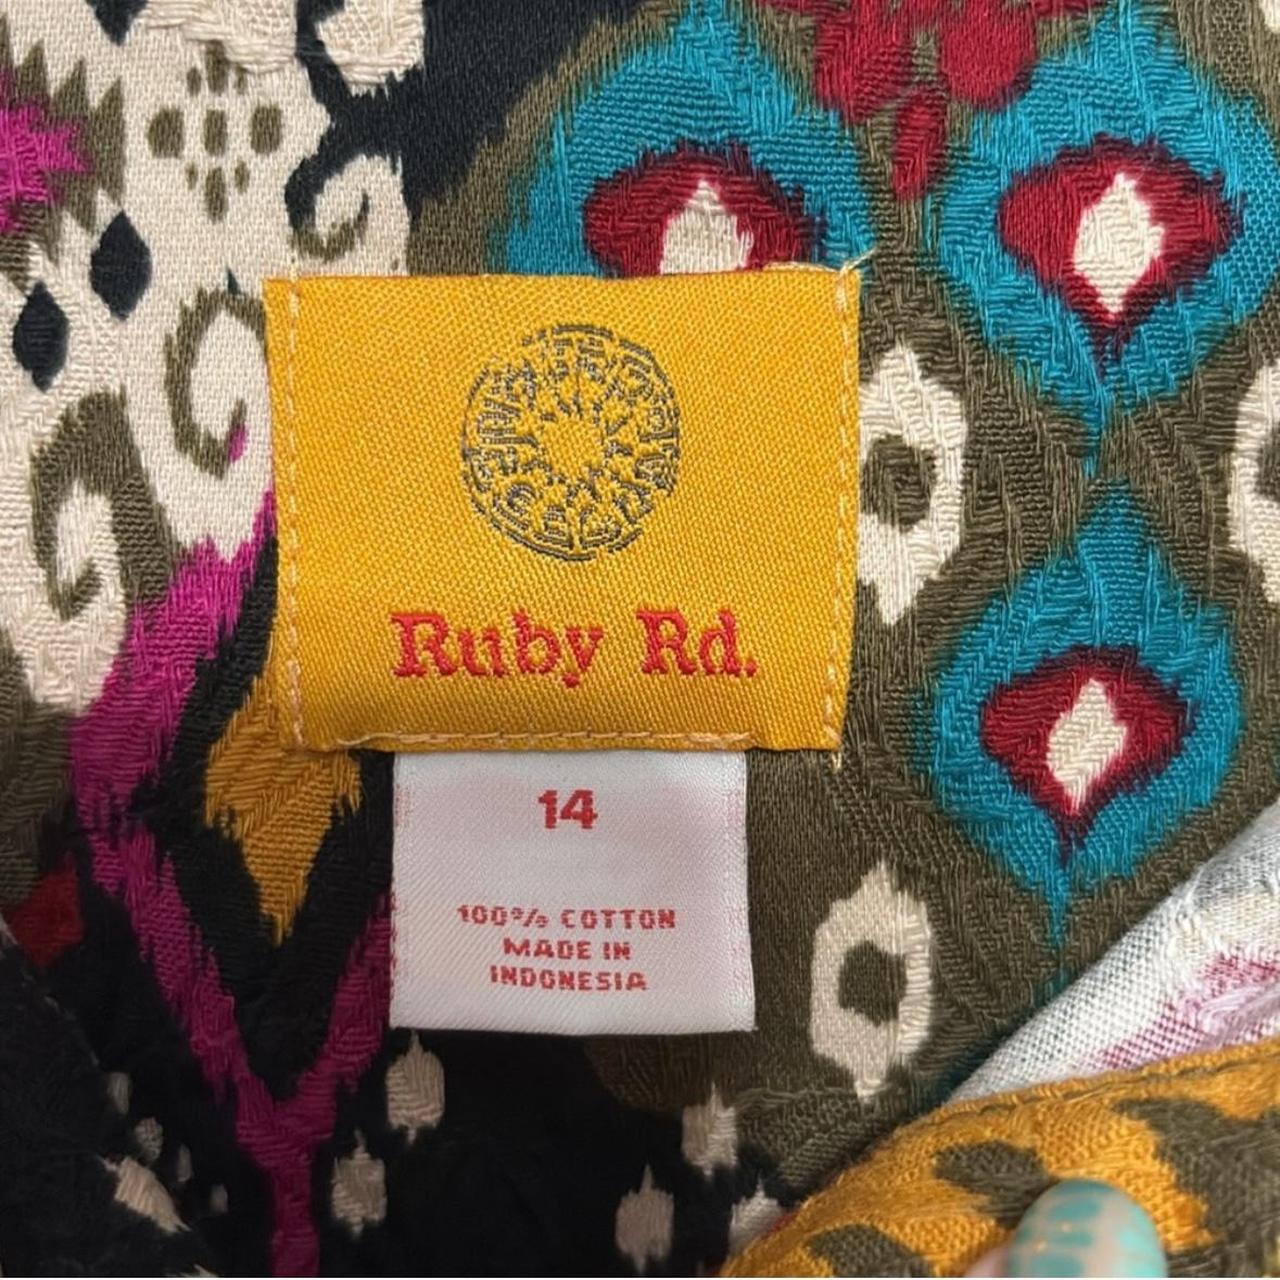 Ruby Rd.
14
100% COTTON
MADE IN
INDONESIA